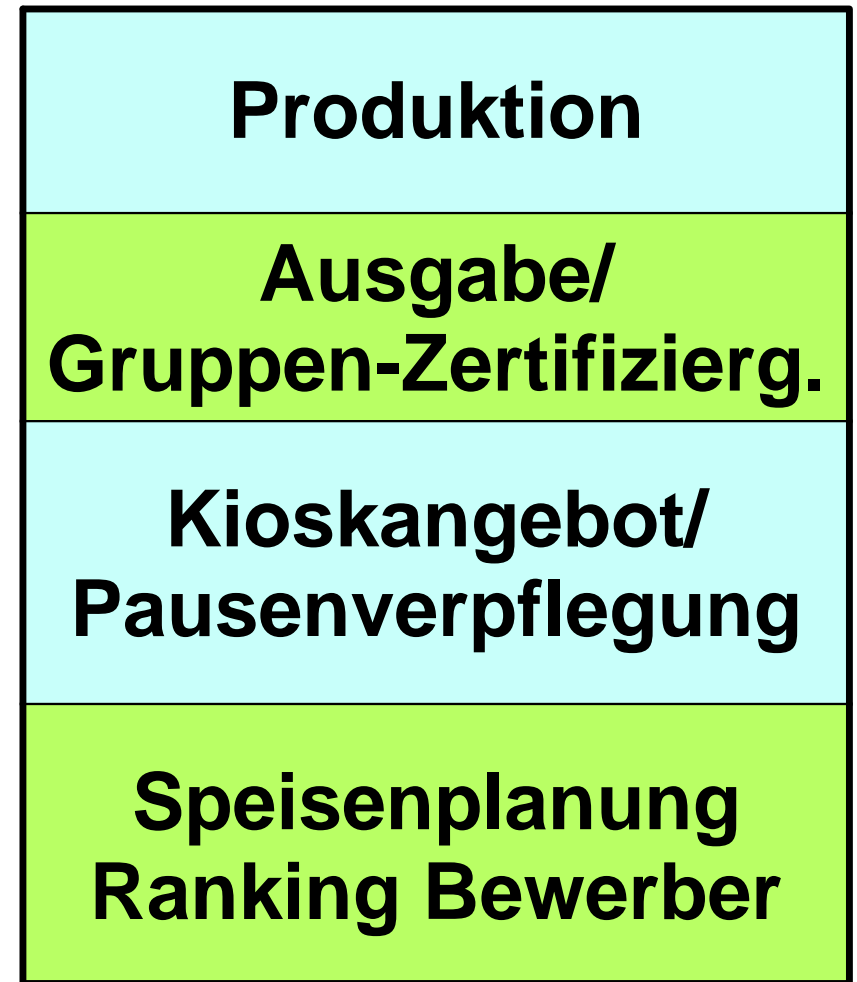 Produktion
Ausgabe/
Gruppen-Zertifizierg.
Kioskangebot/
Pausenverpflegung
Speisenplanung
Ranking Bewerber